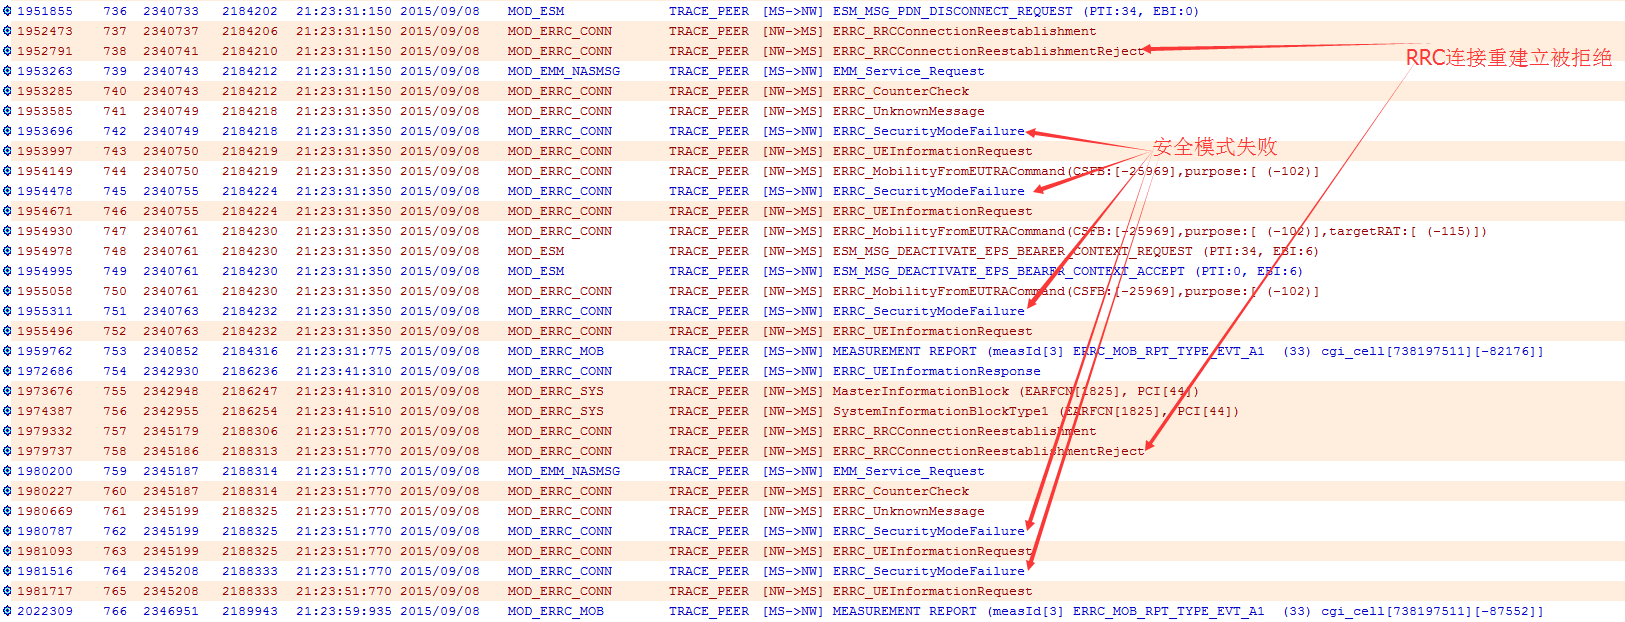 1951855 736 2340733 2184202 21:23:31:150 2015/09/08 MOD_ESM TRACE_PEER [MS->NW] ESM_MSG_PDN_DISCONNECT_REQUEST (PTI:34, EBI:0)
1952473 737 2340737 2184206 21:23:31:150 2015/09/08 MOD_ERRC_CONN TRACE_PEER [NW->MS] ERRC_RRCConnectionReestablishment
1952791 738 2340741 2184210 21:23:31:150 2015/09/08 MOD_ERRC_CONN TRACE_PEER [NW->MS] ERRC_RRCConnectionReestablishmentReject
RRC连接重建立被拒绝
1953263 739 2340743 2184212 21:23:31:150 2015/09/08 MOD_EMM_NASMSG TRACE_PEER [MS->NW] EMM_Service_Request
1953285 740 2340743 2184212 21:23:31:150 2015/09/08 MOD_ERRC_CONN TRACE_PEER [NW->MS] ERRC_CounterCheck
1953585 741 2340749 2184218 21:23:31:350 2015/09/08 MOD_ERRC_CONN TRACE_PEER [NW->MS] ERRC_UnknownMessage
1953696 742 2340749 2184218 21:23:31:350 2015/09/08 MOD_ERRC_CONN TRACE_PEER [MS->NW] ERRC_SecurityModeFailure
安全模式失败
1953997 743 2340750 2184219 21:23:31:350 2015/09/08 MOD_ERRC_CONN TRACE_PEER [NW->MS] ERRC_UEInformationRequest
1954149 744 2340750 2184219 21:23:31:350 2015/09/08 MOD_ERRC_CONN TRACE_PEER [NW->MS] ERRC_MobilityFromEUTRACommand(CSFB:[-25969],purpose:[ (-102)]
1954478 745 2340755 2184224 21:23:31:350 2015/09/08 MOD_ERRC_CONN TRACE_PEER [MS->NW] ERRC_SecurityModeFailure
1954671 746 2340755 2184224 21:23:31:350 2015/09/08 MOD_ERRC_CONN TRACE_PEER [NW->MS] ERRC_UEInformationRequest
1954930 747 2340761 2184230 21:23:31:350 2015/09/08 MOD_ERRC_CONN TRACE_PEER [NW->MS] ERRC_MobilityFromEUTRACommand(CSFB:[-25969],purpose:[ (-102)],targetRAT:[ (-115)])
1954978 748 2340761 2184230 21:23:31:350 2015/09/08 MOD_ESM TRACE_PEER [NW->MS] ESM_MSG_DEACTIVATE_EPS_BEARER_CONTEXT_REQUEST (PTI:34, EBI:6)
1954995 749 2340761 2184230 21:23:31:350 2015/09/08 MOD_ESM TRACE_PEER [MS->NW] ESM_MSG_DEACTIVATE_EPS_BEARER_CONTEXT_ACCEPT (PTI:0, EBI:6)
1955058 750 2340761 2184230 21:23:31:350 2015/09/08 MOD_ERRC_CONN TRACE_PEER [NW->MS] ERRC_MobilityFromEUTRACommand(CSFB:[-25969],purpose:[ (-102)]
1955311 751 2340763 2184232 21:23:31:350 2015/09/08 MOD_ERRC_CONN TRACE_PEER [MS->NW] ERRC_SecurityModeFailure
1955496 752 2340763 2184232 21:23:31:350 2015/09/08 MOD_ERRC_CONN TRACE_PEER [NW->MS] ERRC_UEInformationRequest
1959762 753 2340852 2184316 21:23:31:775 2015/09/08 MOD_ERRC_MOB TRACE_PEER [MS->NW] MEASUREMENT REPORT (measId[3] ERRC_MOB_RPT_TYPE_EVT_A1 (33) cgi_cell[738197511][-82176]]
1972686 754 2342930 2186236 21:23:41:310 2015/09/08 MOD_ERRC_CONN TRACE_PEER [MS->NW] ERRC_UEInformationResponse
1973676 755 2342948 2186247 21:23:41:510 2015/09/08 MOD_ERRC_SYS TRACE_PEER [NW->MS] MasterInformationBlock (EARFCN[1825], PCI[44])
1974387 756 2342955 2186254 21:23:41:510 2015/09/08 MOD_ERRC_SYS TRACE_PEER [NW->MS] SystemInformationBlockType1 (EARFCN[1825], PCI[44])
1979332 757 2345179 2188306 21:23:51:770 2015/09/08 MOD_ERRC_CONN TRACE_PEER [NW->MS] ERRC_RRCConnectionReestablishment
1979737 758 2345186 2188313 21:23:51:770 2015/09/08 MOD_ERRC_CONN TRACE_PEER [NW->MS] ERRC_RRCConnectionReestablishmentReject
1980200 759 2345187 2188314 21:23:51:770 2015/09/08 MOD_EMM_NASMSG TRACE_PEER [MS->NW] EMM_Service_Request
1980227 760 2345187 2188314 21:23:51:770 2015/09/08 MOD_ERRC_CONN TRACE_PEER [NW->MS] ERRC_CounterCheck
1980669 761 2345199 2188325 21:23:51:770 2015/09/08 MOD_ERRC_CONN TRACE_PEER [NW->MS] ERRC_UnknownMessage
1980787 762 2345199 2188325 21:23:51:770 2015/09/08 MOD_ERRC_CONN TRACE_PEER [MS->NW] ERRC_SecurityModeFailure
1981093 763 2345199 2188325 21:23:51:770 2015/09/08 MOD_ERRC_CONN TRACE_PEER [NW->MS] ERRC_UEInformationRequest
1981516 764 2345208 2188333 21:23:51:770 2015/09/08 MOD_ERRC_CONN TRACE_PEER [MS->NW] ERRC_SecurityModeFailure
1981717 765 2345208 2188333 21:23:51:770 2015/09/08 MOD_ERRC_CONN TRACE_PEER [NW->MS] ERRC_UEInformationRequest
2022309 766 2346951 2189943 21:23:59:935 2015/09/08 MOD_ERRC_MOB TRACE_PEER [MS->NW] MEASUREMENT REPORT (measId[3] ERRC_MOB_RPT_TYPE_EVT_A1 (33) cgi_cell[738197511][-87552]]